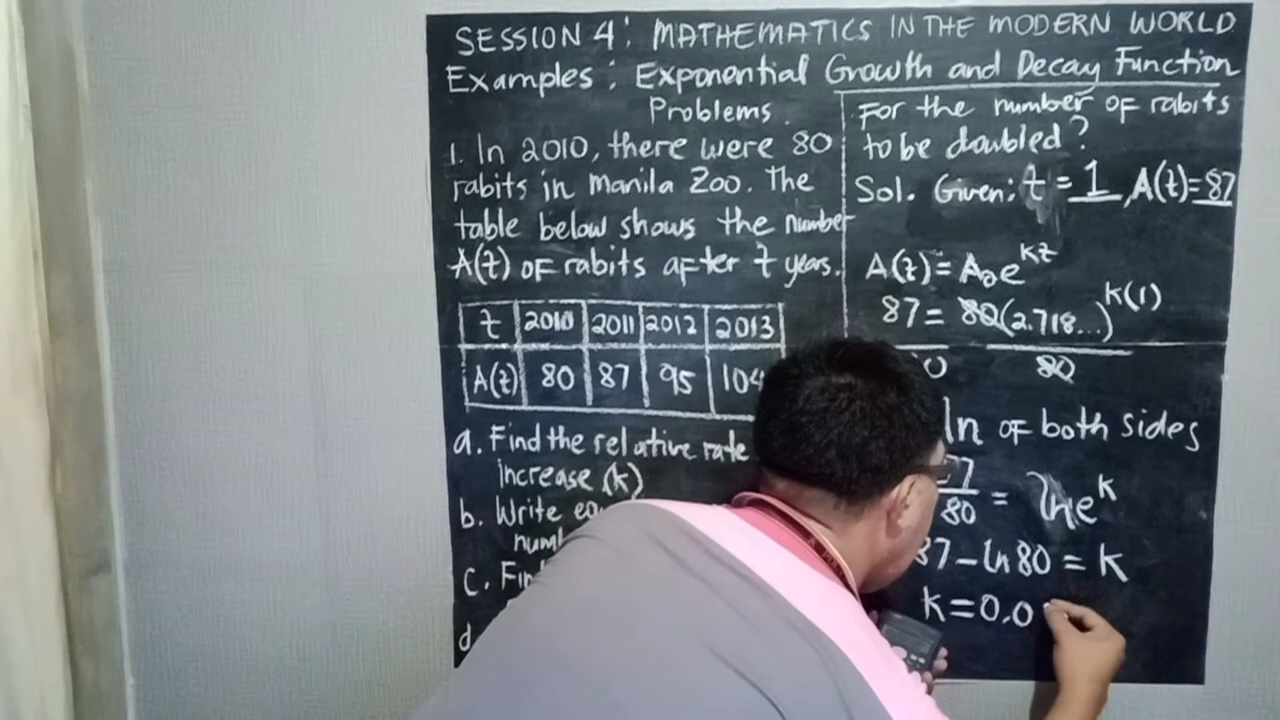 SESSION 4: MATHEMATICS IN THE MODERN WORLD
Examples: Exponential Growth and Decay Function
Problems.
1. In 2010, there were 80
rabits in Manila Zoo. The
table below shows the number
A(t) of rabits after t years.
t 2010 2011 2012 2013
A(t) 80 87 95 104
a. Find the relative rate
increase (k)
b. Write
c.
d
For the number of rabits
to be doubled?
Sol. Given: t = 1, A(t) = 87
A(t) = A₀e^kt
87 = 80(2.718...)^k(1)
80
ln of both sides
80 = ln e^k
87 - ln 80 = k
k = 0.0